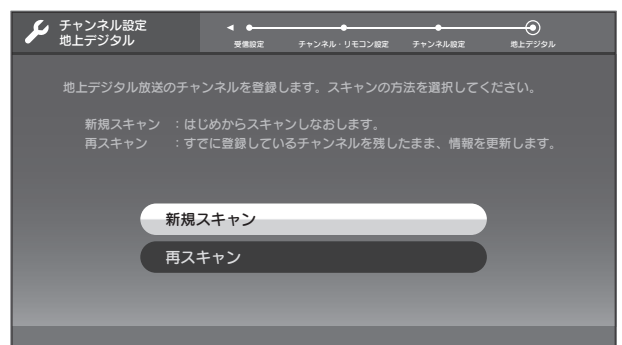 チャンネル設定
地上デジタル
受信設定 チャンネル・リモコン設定 チャンネル設定 地上デジタル
地上デジタル放送のチャンネルを登録します。スキャンの方法を選択してください。
新規スキャン ：はじめからスキャンしなおします。
再スキャン ：すでに登録しているチャンネルを残したまま、情報を更新します。
新規スキャン
再スキャン